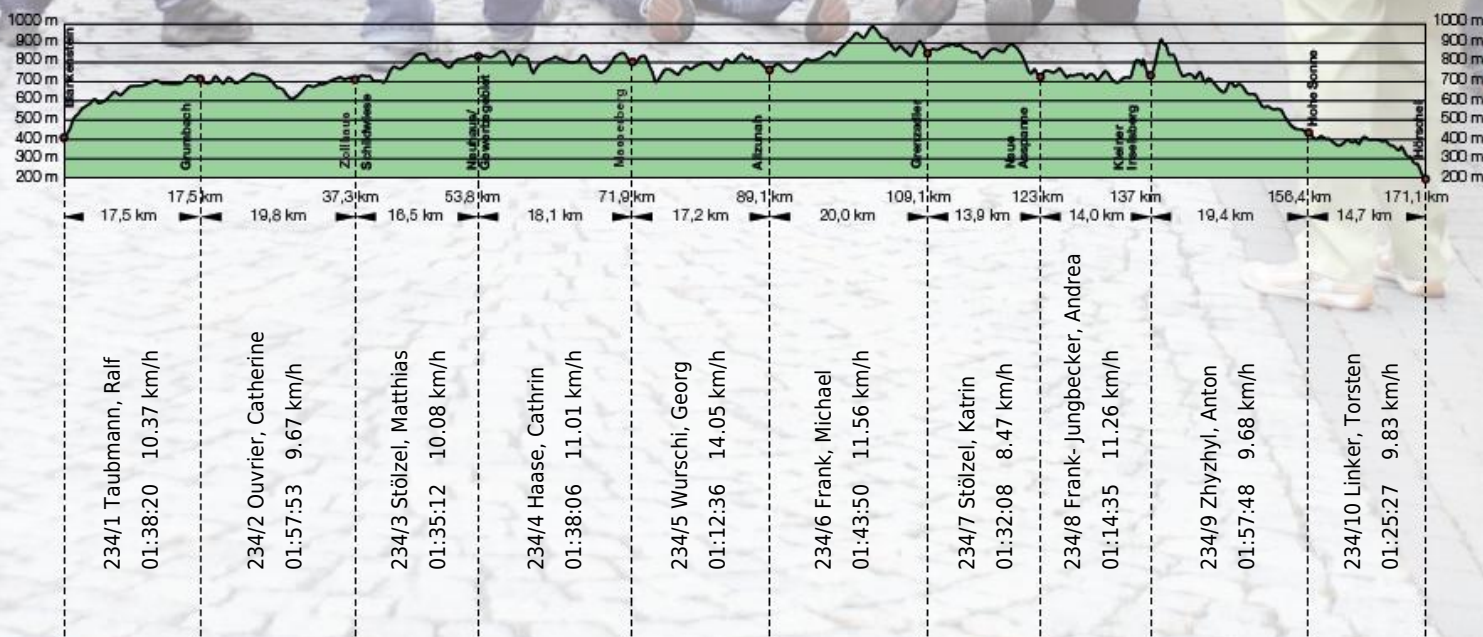 1000 m 1000 m
900 m 900 m
800 m 800 m
700 m 700 m
600 m 600 m
500 m 500 m
400 m 400 m
300 m 300 m
200 m 200 m
Blankenstein
Grumbach
Zollhaus
Schildwiese
Neuhaus/
Masserberg
Allzunah
Grenzadler
Neue
Ausspanne
Kleiner
Inselsberg
Hohe Sonne
Hörschel
17,5 km 37,3 km 53,8 km 71,9 km 89,1 km 109,1 km 123 km 137 km 156,4 km 171,1 km
17,5 km 19,8 km 16,5 km 18,1 km 17,2 km 20,0 km 13,9 km 14,0 km 19,4 km 14,7 km
234/1 Taubmann, Ralf
01:38:20 10.37 km/h
234/2 Ouvrier, Catherine
01:57:53 9.67 km/h
234/3 Stölzel, Matthias
01:35:12 10.08 km/h
234/4 Haase, Cathrin
01:38:06 11.01 km/h
234/5 Wurschi, Georg
01:12:36 14.05 km/h
234/6 Frank, Michael
01:43:50 11.56 km/h
234/7 Stölzel, Katrin
01:32:08 8.47 km/h
234/8 Frank- Jungbecker, Andrea
01:14:35 11.26 km/h
234/9 Zhyzhyl, Anton
01:57:48 9.68 km/h
234/10 Linker, Torsten
01:25:27 9.83 km/h